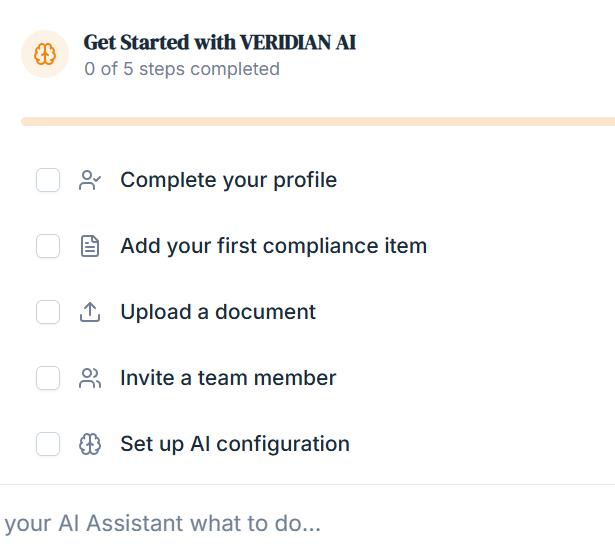 Get Started with VERIDIAN AI
0 of 5 steps completed
Complete your profile
Add your first compliance item
Upload a document
Invite a team member
Set up AI configuration
your AI Assistant what to do...